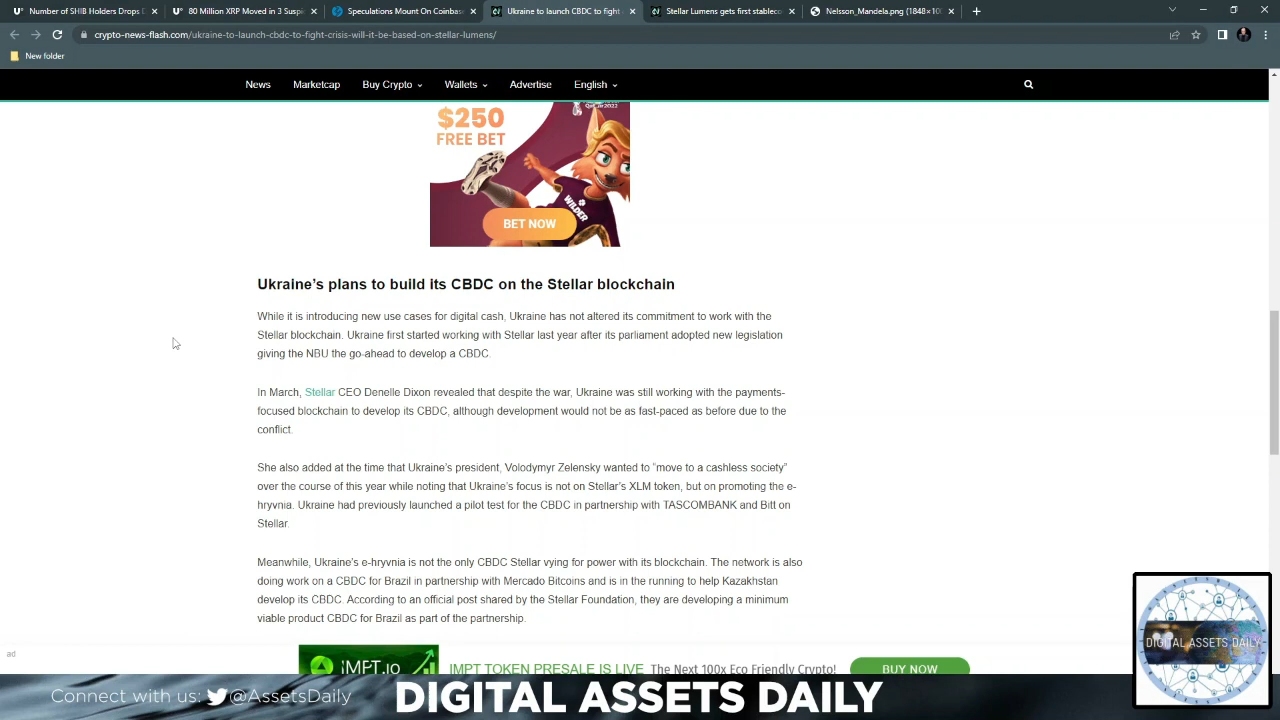 Number of SHIB Holders Drops D
80 Million XRP Moved in 3 Suspi
Speculations Mount On Coinbase
Ukraine to launch CBDC to fight
Stellar Lumens gets first stableco
Nelsson_Mandela.png (1848×10
crypto-news-flash.com/ukraine-to-launch-cbdc-to-fight-crisis-will-it-be-based-on-stellar-lumens/
New folder
News Marketcap Buy Crypto Wallets Advertise English
$250
FREE BET
WILDER
BET NOW
Ukraine’s plans to build its CBDC on the Stellar blockchain
While it is introducing new use cases for digital cash, Ukraine has not altered its commitment to work with the
Stellar blockchain. Ukraine first started working with Stellar last year after its parliament adopted new legislation
giving the NBU the go-ahead to develop a CBDC.
In March, Stellar CEO Denelle Dixon revealed that despite the war, Ukraine was still working with the payments-
focused blockchain to develop its CBDC, although development would not be as fast-paced as before due to the
conflict.
She also added at the time that Ukraine’s president, Volodymyr Zelensky wanted to “move to a cashless society”
over the course of this year while noting that Ukraine’s focus is not on Stellar’s XLM token, but on promoting the e-
hryvnia. Ukraine had previously launched a pilot test for the CBDC in partnership with TASCOMBANK and Bitt on
Stellar.
Meanwhile, Ukraine’s e-hryvnia is not the only CBDC Stellar vying for power with its blockchain. The network is also
doing work on a CBDC for Brazil in partnership with Mercado Bitcoins and is in the running to help Kazakhstan
develop its CBDC. According to an official post shared by the Stellar Foundation, they are developing a minimum
viable product CBDC for Brazil as part of the partnership.
ad
IMPT.io
IMPT TOKEN PRESALE IS LIVE The Next 100x Eco Friendly Crypto!
BUY NOW
DIGITAL ASSETS DAILY
Connect with us: @AssetsDaily
DIGITAL ASSETS DAILY